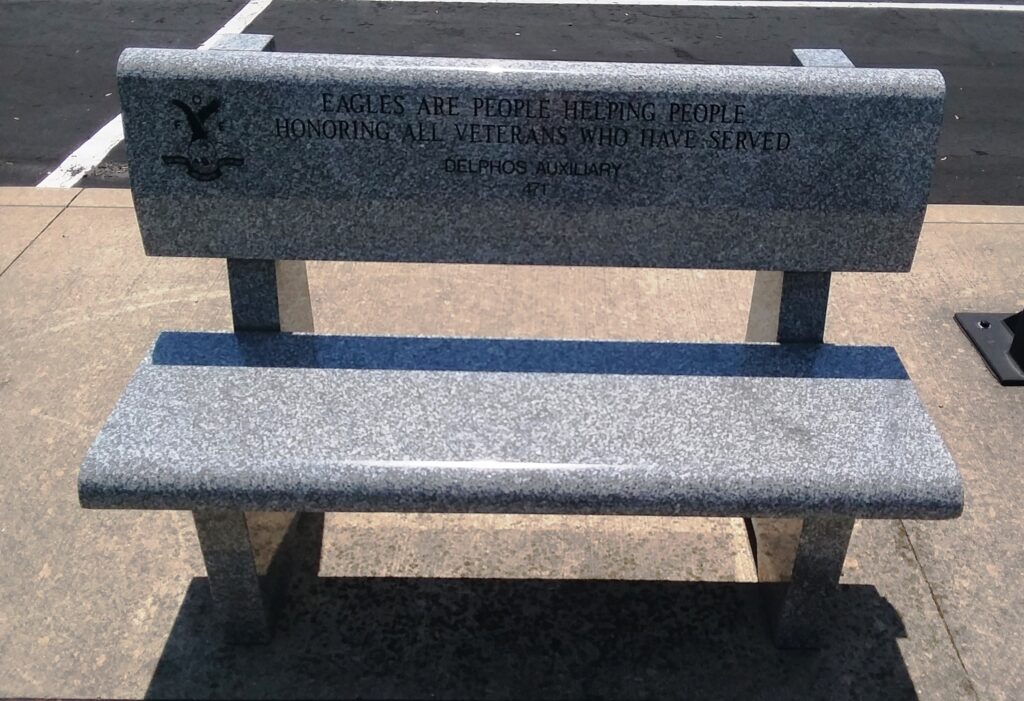 EAGLES ARE PEOPLE HELPING PEOPLE
HONORING ALL VETERANS WHO HAVE SERVED
DELPHOS AUXILIARY
471
F O E